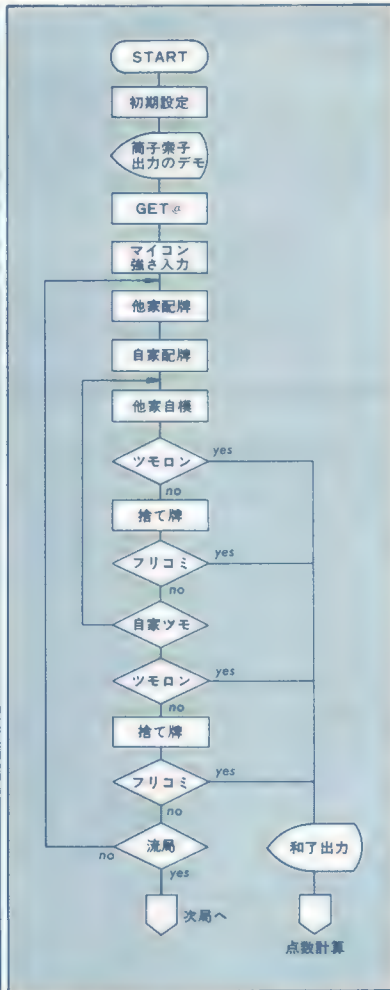 START
初期設定
筒子索子
出力のデモ
GET@
マイコン
強さ入力
他家配牌
自家配牌
他家自模
ツモロン
yes
no
捨て牌
フリコミ
yes
no
自家ツモ
ツモロン
yes
no
捨て牌
フリコミ
yes
no
流局
no
yes
和了出力
次局へ
点数計算